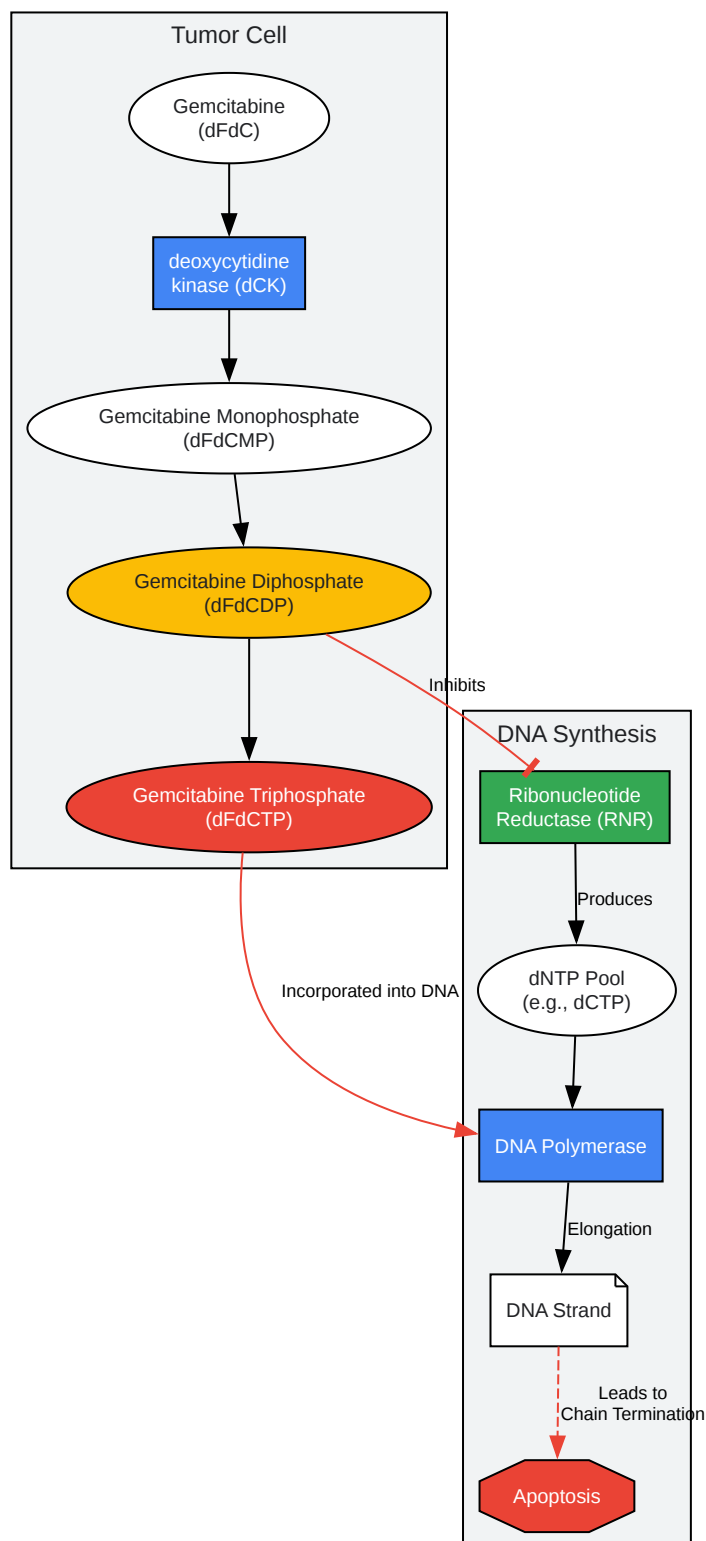 Tumor Cell
Gemcitabine
(dFdC)
deoxycytidine
kinase (dCK)
Gemcitabine Monophosphate
(dFdCMP)
Gemcitabine Diphosphate
(dFdCDP)
Inhibits
Gemcitabine Triphosphate
(dFdCTP)
DNA Synthesis
Ribonucleotide
Reductase (RNR)
Produces
dNTP Pool
(e.g., dCTP)
Incorporated into DNA
DNA Polymerase
Elongation
DNA Strand
Leads to
Chain Termination
Apoptosis